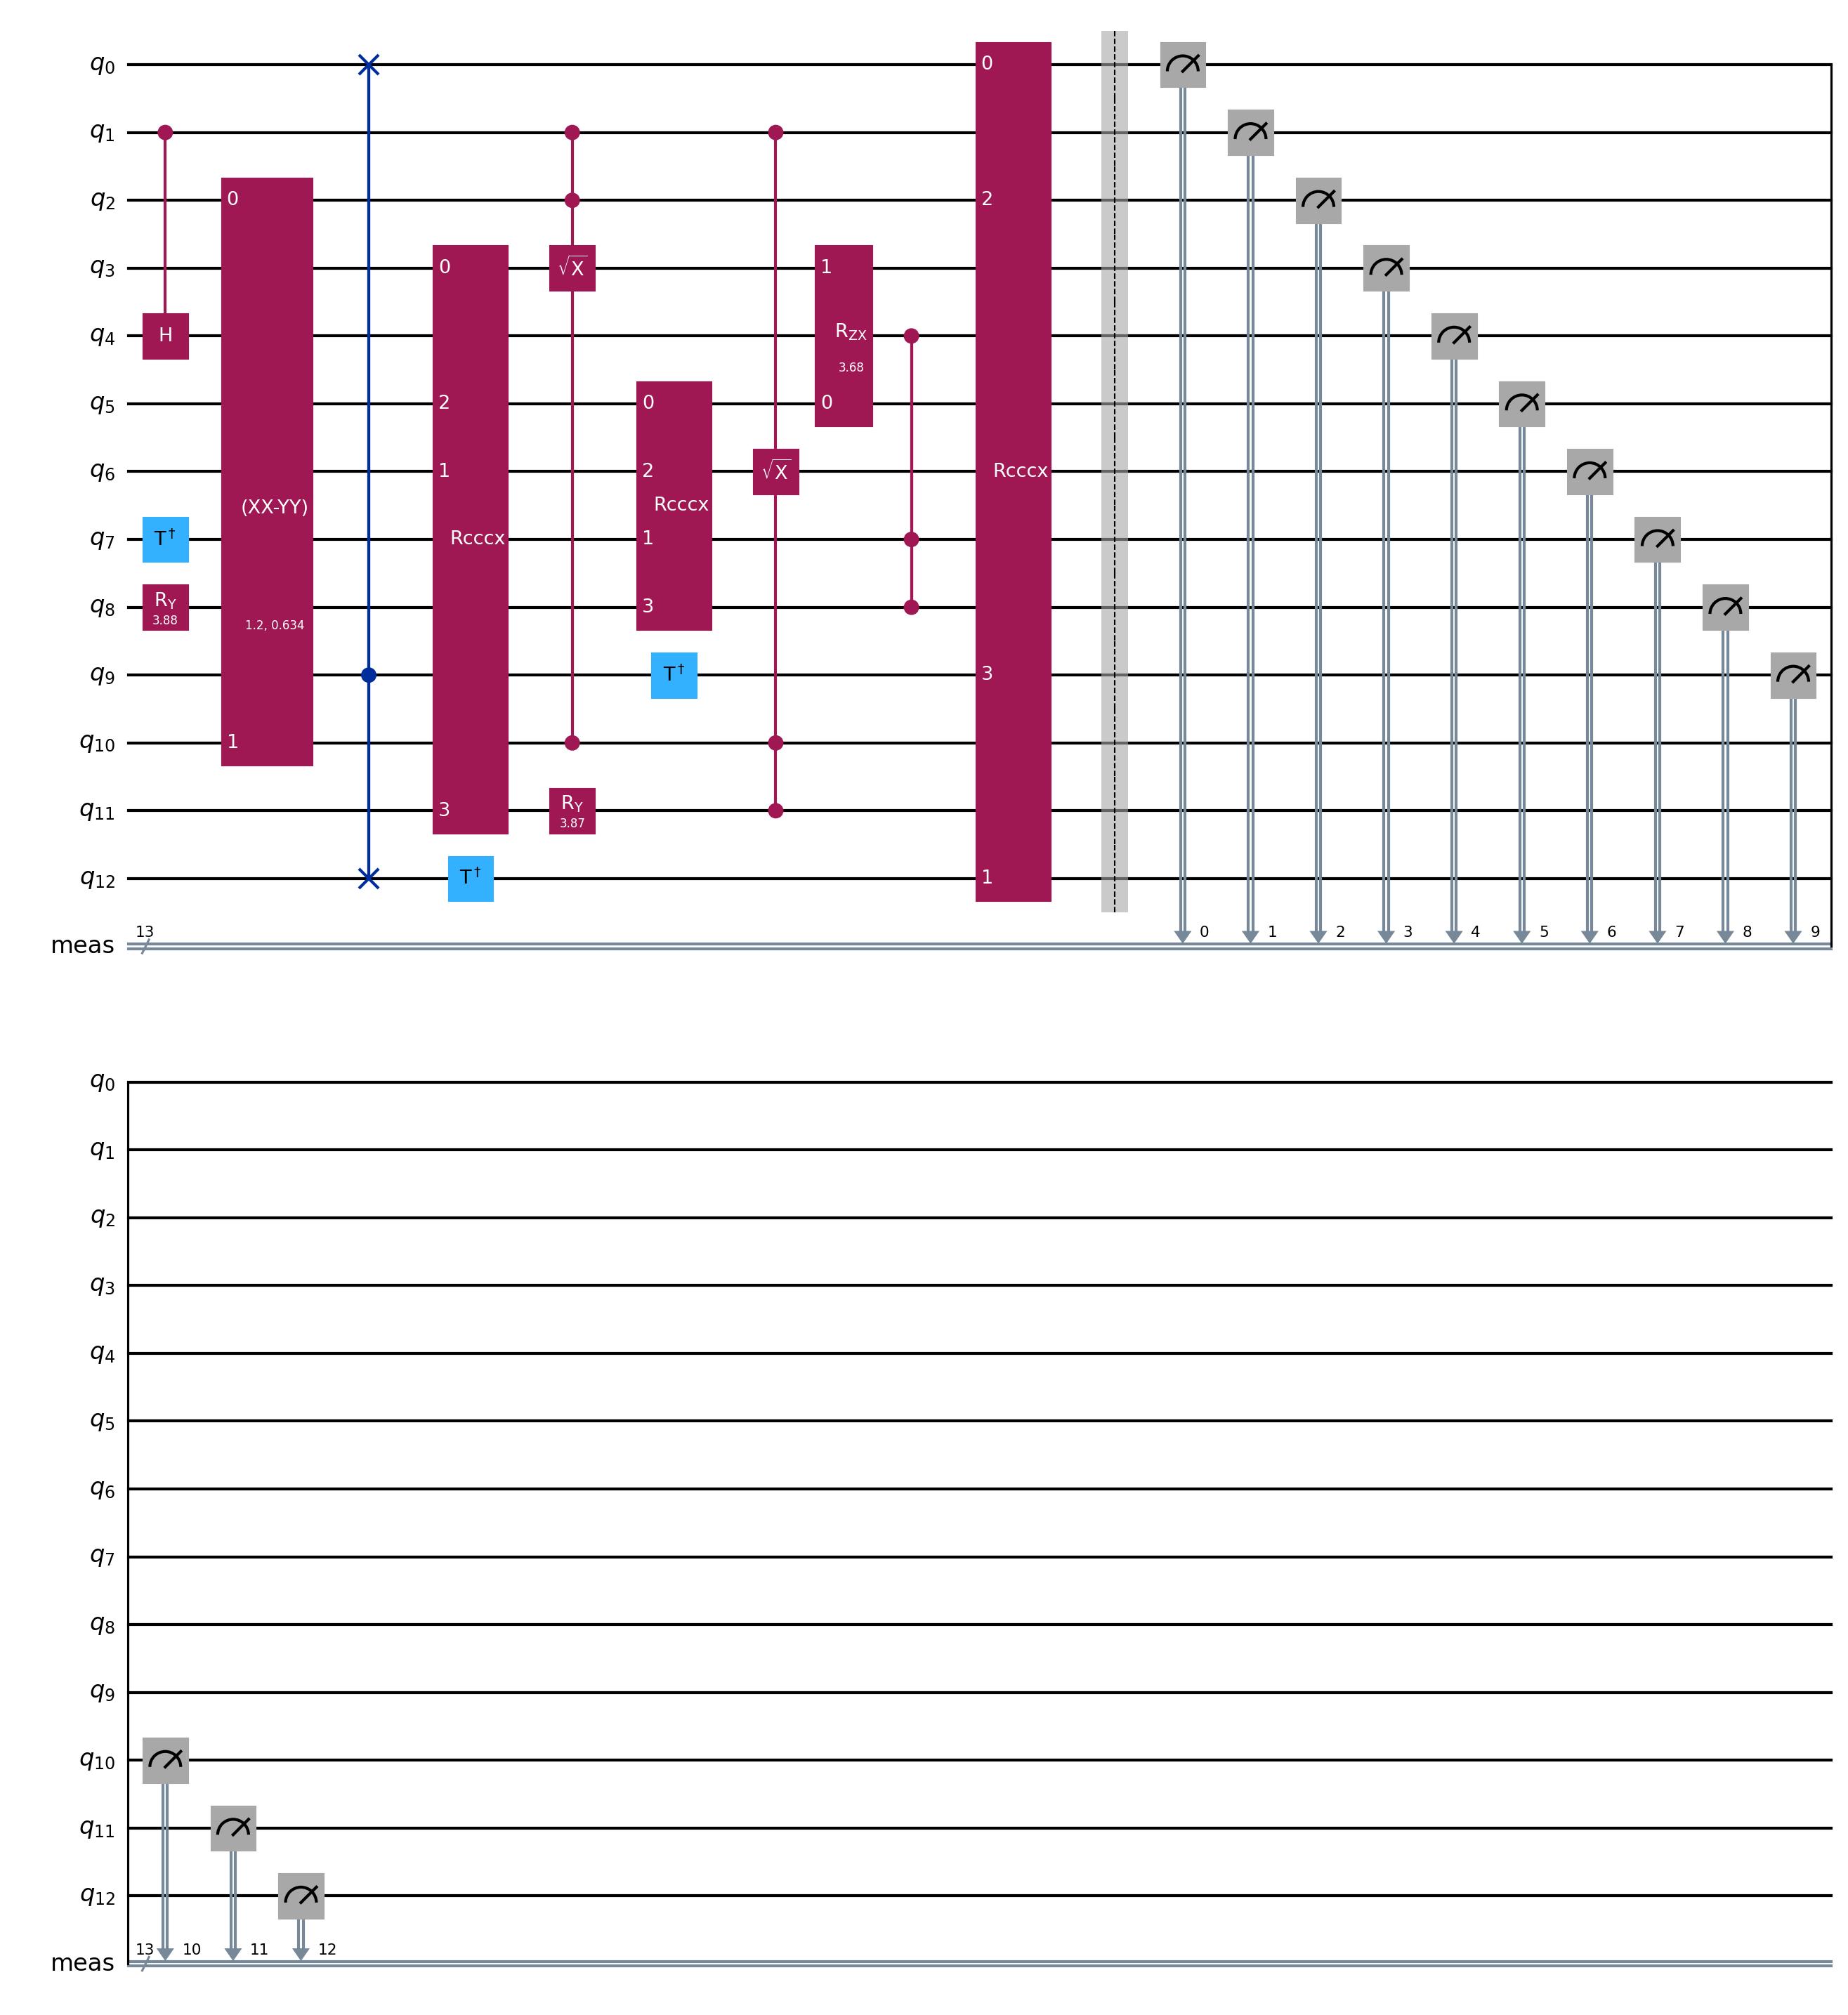 q0 0 0
q1
q2 0 2
q3 0 √X 1
q4 H RZX
3.68
q5 2 0 0
q6 1 2 √X Rcccx
(XX-YY) Rcccx
q7 T† Rcccx 1
q8 RY 3
3.88 1.2, 0.634
q9 T† 3
q10 1
q11 3 RY
3.87
q12 T† 1
13 0 1 2 3 4 5 6 7 8 9
meas
q0
q1
q2
q3
q4
q5
q6
q7
q8
q9
q10
q11
q12
13 10 11 12
meas